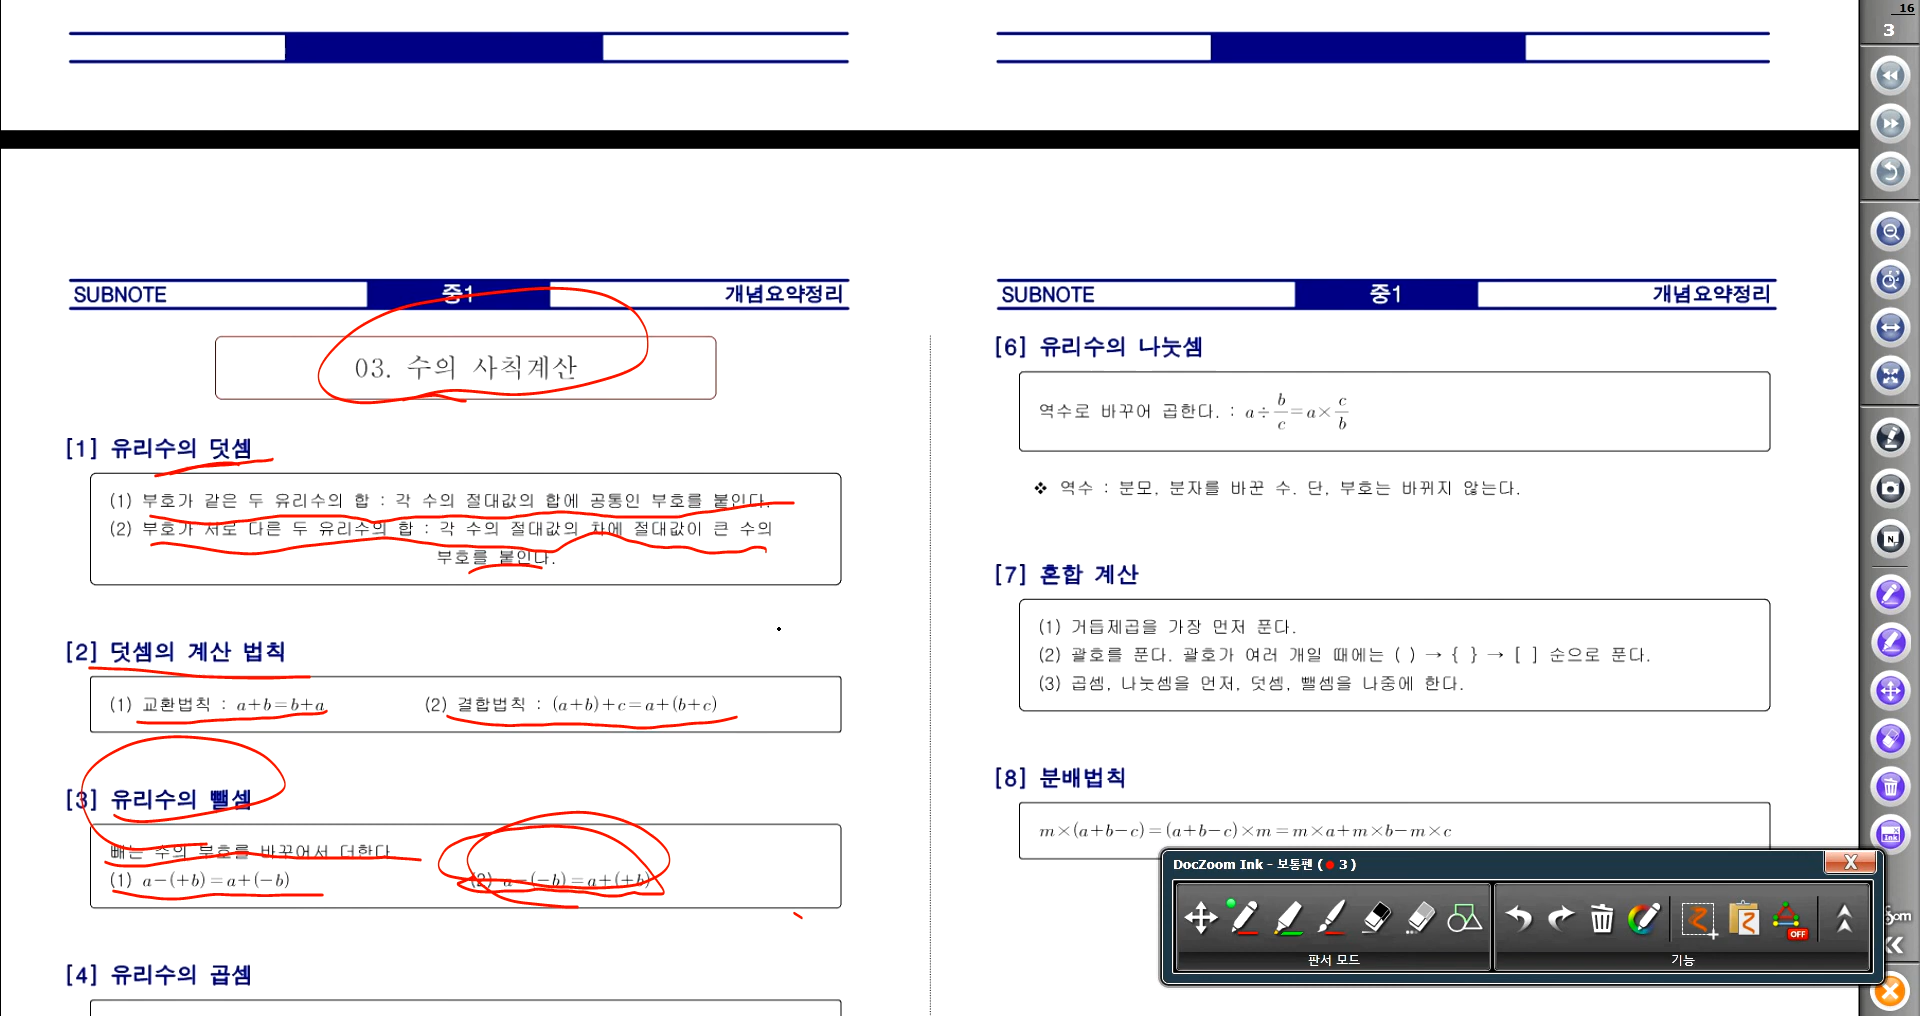 16
3
SUBNOTE 중1 개념요약정리
03. 수의 사칙계산
[1] 유리수의 덧셈
(1) 부호가 같은 두 유리수의 합 : 각 수의 절대값의 합에 공통인 부호를 붙인다.
(2) 부호가 서로 다른 두 유리수의 합 : 각 수의 절대값의 차에 절대값이 큰 수의
부호를 붙인다.
[2] 덧셈의 계산 법칙
(1) 교환법칙 : a+b=b+a (2) 결합법칙 : (a+b)+c=a+(b+c)
[3] 유리수의 뺄셈
빼는 수의 부호를 바꾸어서 더한다.
(1) a-(+b)=a+(-b) (2) a-(-b)=a+(+b)
[4] 유리수의 곱셈
SUBNOTE 중1 개념요약정리
[6] 유리수의 나눗셈
역수로 바꾸어 곱한다. : a÷b/c=a×c/b
❖ 역수 : 분모, 분자를 바꾼 수. 단, 부호는 바뀌지 않는다.
[7] 혼합 계산
(1) 거듭제곱을 가장 먼저 푼다.
(2) 괄호를 푼다. 괄호가 여러 개일 때에는 ( ) → { } → [ ] 순으로 푼다.
(3) 곱셈, 나눗셈을 먼저, 덧셈, 뺄셈을 나중에 한다.
[8] 분배법칙
m×(a+b-c)=(a+b-c)×m=m×a+m×b-m×c
DocZoom Ink - 보통펜 ( ● 3 )
X
OFF
판서 모드 기능
N
Ink